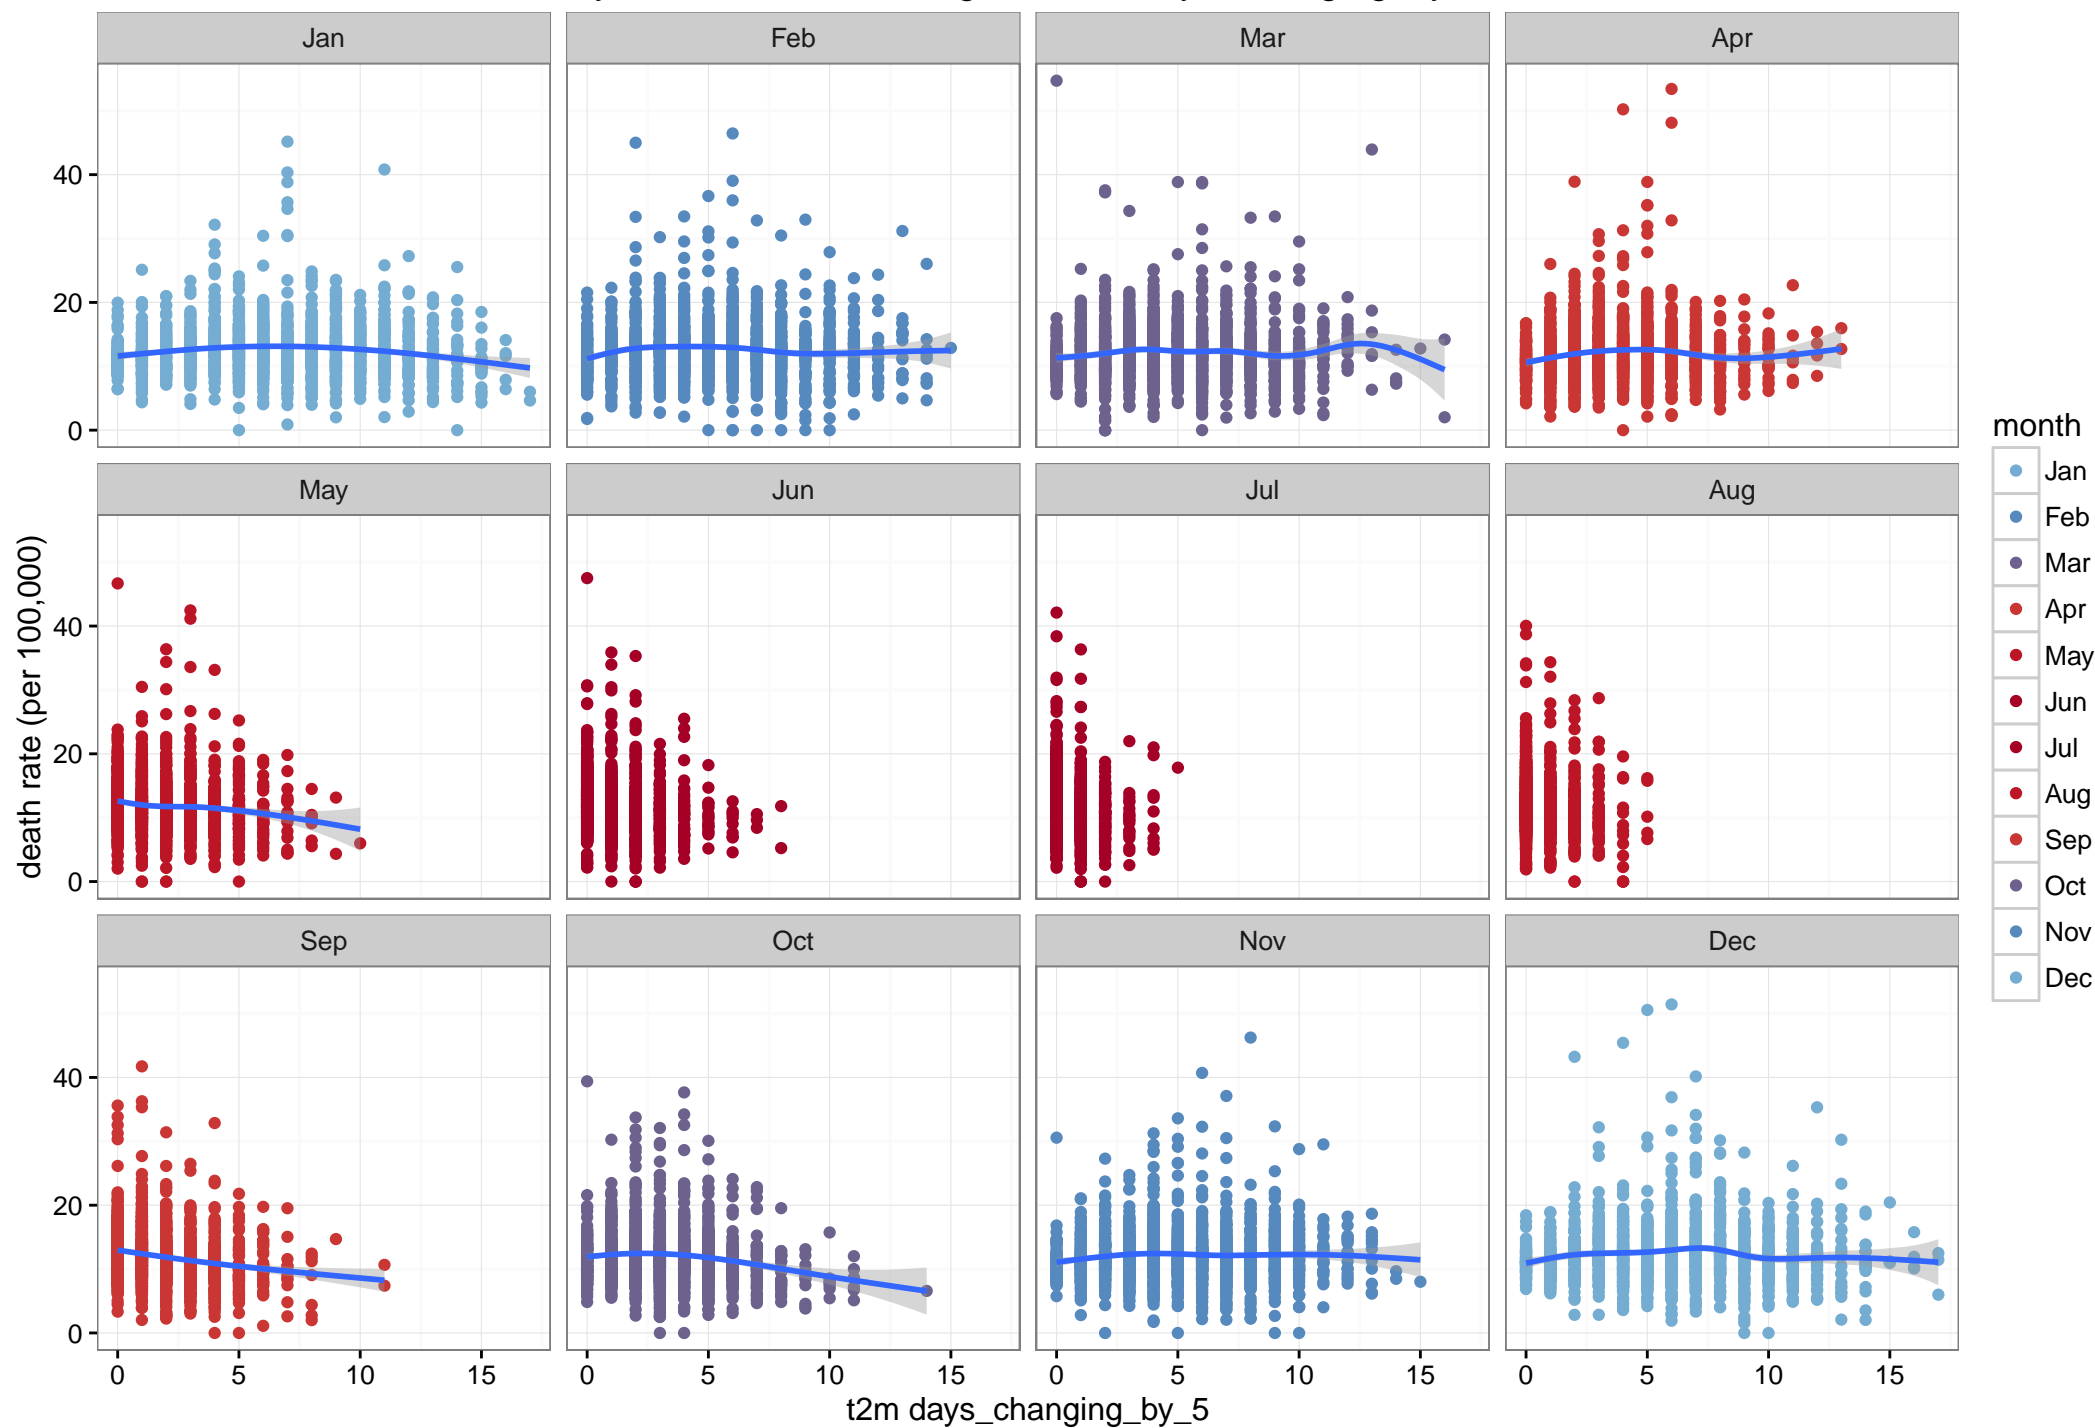 Jan Feb Mar Apr
40
20
0
May Jun Jul Aug
40
20
0
Sep Oct Nov Dec
40
20
0
0 5 10 15 0 5 10 15 0 5 10 15 0 5 10 15
t2m days_changing_by_5
death rate (per 100,000)
month
Jan
Feb
Mar
Apr
May
Jun
Jul
Aug
Sep
Oct
Nov
Dec